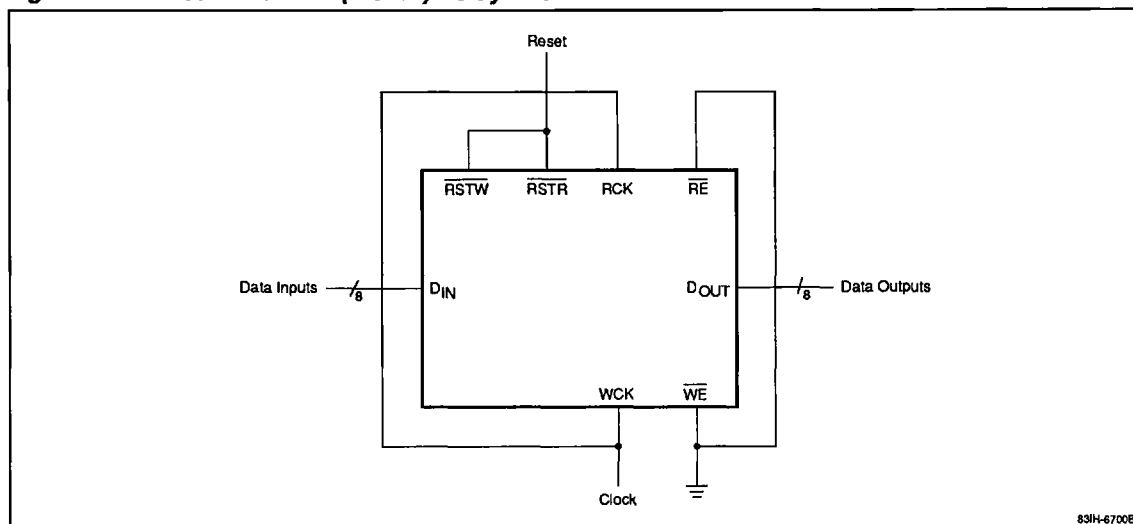 Reset
RSTW RSTR RCK RE
Data Inputs 8 DIN DOUT 8 Data Outputs
WCK WE
Clock
83IH-6700B